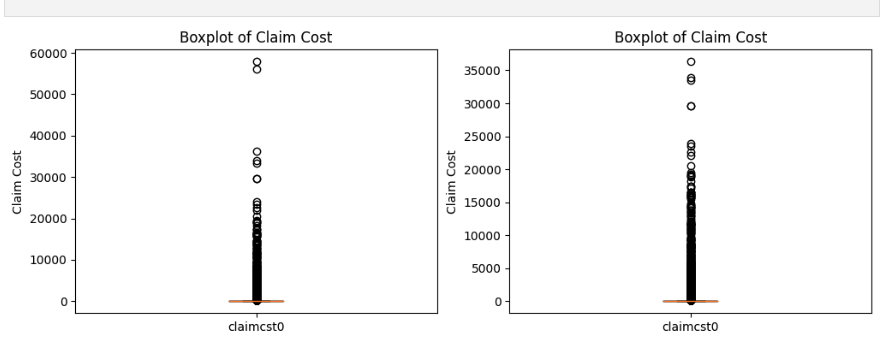 Boxplot of Claim Cost
60000
50000
40000
30000
20000
10000
0
Claim Cost
claimcst0
Boxplot of Claim Cost
35000
30000
25000
20000
15000
10000
5000
0
Claim Cost
claimcst0